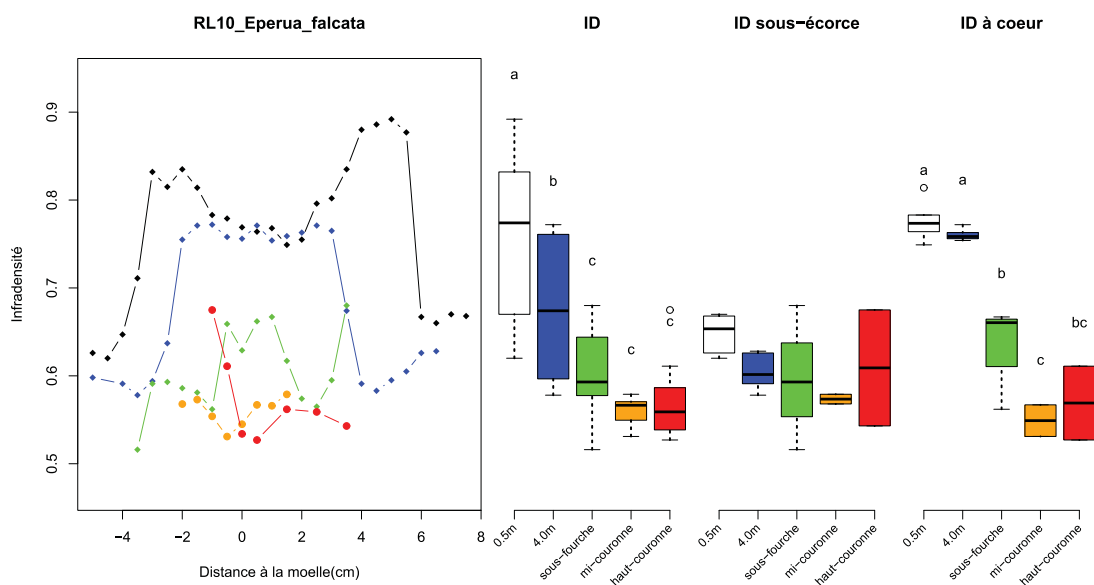 RL10_Eperua_falcata
ID
ID sous−écorce
ID à coeur
Infradensité
0.9
0.8
0.7
0.6
0.5
−4
−2
0
2
4
6
8
Distance à la moelle(cm)
a
b
c
c
c
0.5m
4.0m
sous−fourche
mi−couronne
haut−couronne
0.5m
4.0m
sous−fourche
mi−couronne
haut−couronne
a
a
b
c
bc
0.5m
4.0m
sous−fourche
mi−couronne
haut−couronne